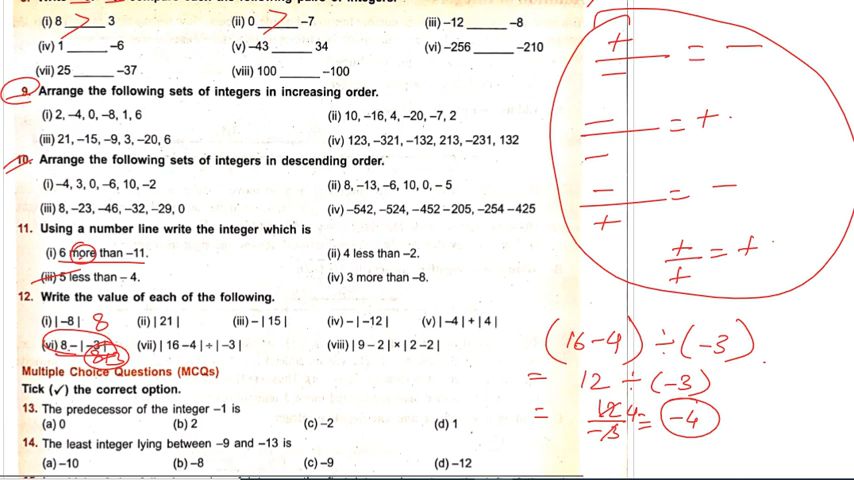 (i) 8 > 3 (ii) 0 > –7 (iii) –12 ______ –8
(iv) 1 ______ –6 (v) –43 ______ 34 (vi) –256 ______ –210
(vii) 25 ______ –37 (viii) 100 ______ –100
9. Arrange the following sets of integers in increasing order.
(i) 2, –4, 0, –8, 1, 6 (ii) 10, –16, 4, –20, –7, 2
(iii) 21, –15, –9, 3, –20, 6 (iv) 123, –321, –132, 213, –231, 132
10. Arrange the following sets of integers in descending order.
(i) –4, 3, 0, –6, 10, –2 (ii) 8, –13, –6, 10, 0, – 5
(iii) 8, –23, –46, –32, –29, 0 (iv) –542, –524, –452 –205, –254 –425
11. Using a number line write the integer which is
(i) 6 more than –11. (ii) 4 less than –2.
(iii) 5 less than – 4. (iv) 3 more than –8.
12. Write the value of each of the following.
(i) | –8 | 8 (ii) | 21 | (iii) – | 15 | (iv) – | –12 | (v) | –4 | + | 4 |
(vi) 8 – | –3 | 8-3 (vii) | 16 –4 | ÷ | –3 | (viii) | 9 – 2 | × | 2 –2 |
Multiple Choice Questions (MCQs)
Tick (✓) the correct option.
13. The predecessor of the integer –1 is
(a) 0 (b) 2 (c) –2 (d) 1
14. The least integer lying between –9 and –13 is
(a) –10 (b) –8 (c) –9 (d) –12
+/– = –
–/– = +
–/+ = –
+/+ = +
(16-4) ÷ (-3)
= 12 ÷ (-3)
= 12/-3 4 = -4